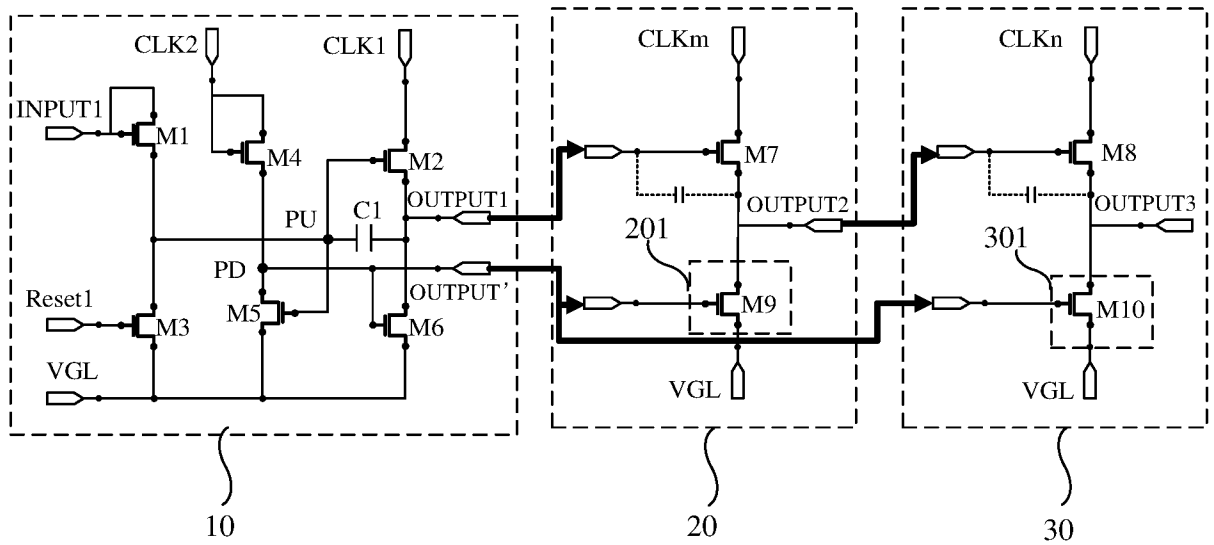 CLK2
CLK1
CLKm
CLKn
INPUT1
M1
M4
M2
M7
M8
PU
C1
OUTPUT1
OUTPUT2
OUTPUT3
201
301
PD
OUTPUT'
Reset1
M3
M5
M6
M9
M10
VGL
VGL
VGL
10
20
30